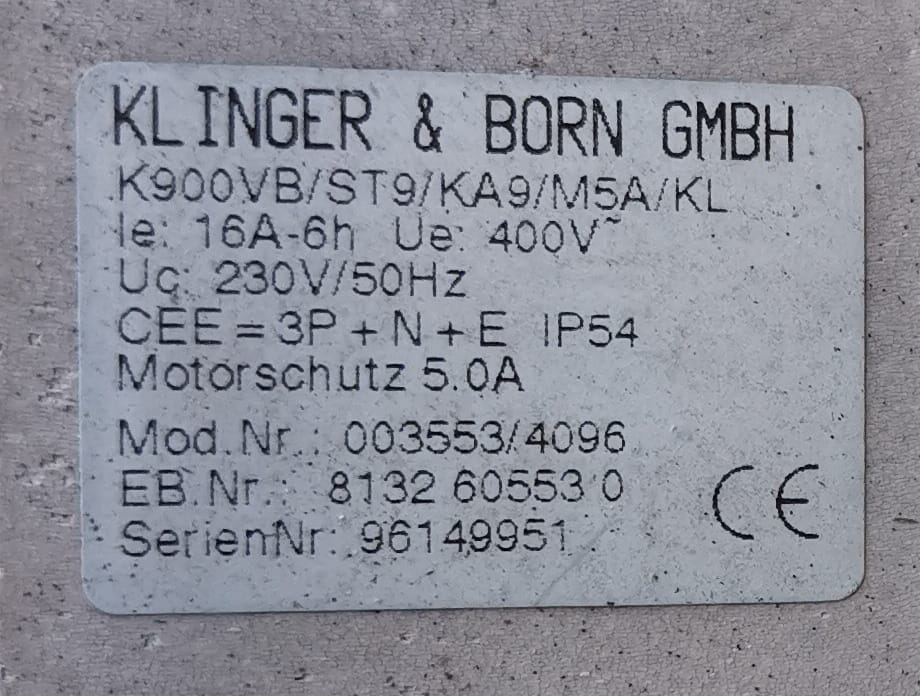 KLINGER & BORN GMBH
K900VB/ST9/KA9/M5A/KL
Ie: 16A-6h Ue: 400V~
Uc: 230V/50Hz
CEE = 3P + N + E IP54
Motorschutz 5.0A
Mod.Nr.: 003553/4096
EB.Nr.: 8132 60553 0
SerienNr: 96149951
CE